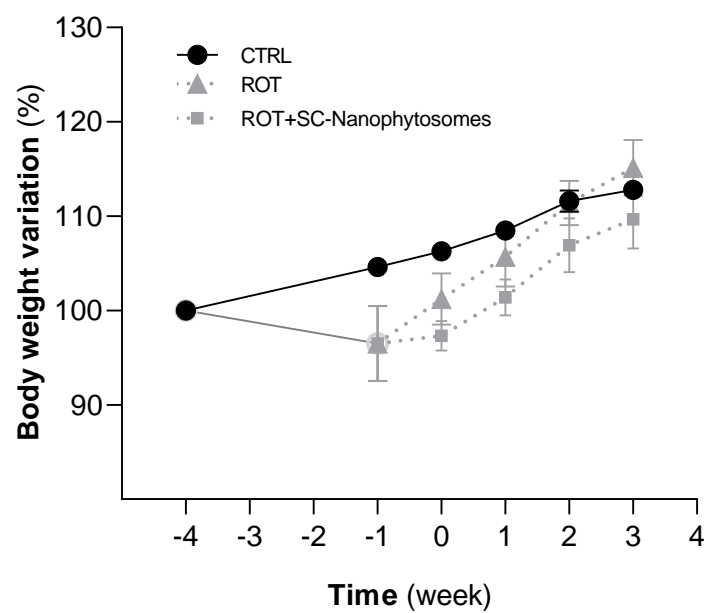 130
120
110
100
90
Body weight variation (%)
CTRL
ROT
ROT+SC-Nanophytosomes
-4 -3 -2 -1 0 1 2 3 4
Time (week)